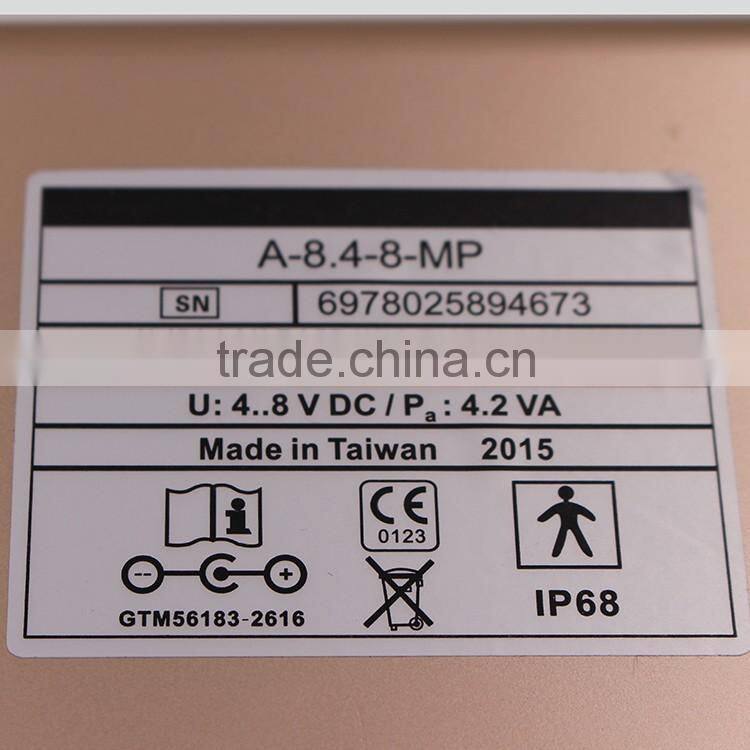 A-8.4-8-MP
SN 6978025894673
trade.china.cn
U: 4..8 V DC / Pa : 4.2 VA
Made in Taiwan 2015
CE
0123
GTM56183-2616
IP68